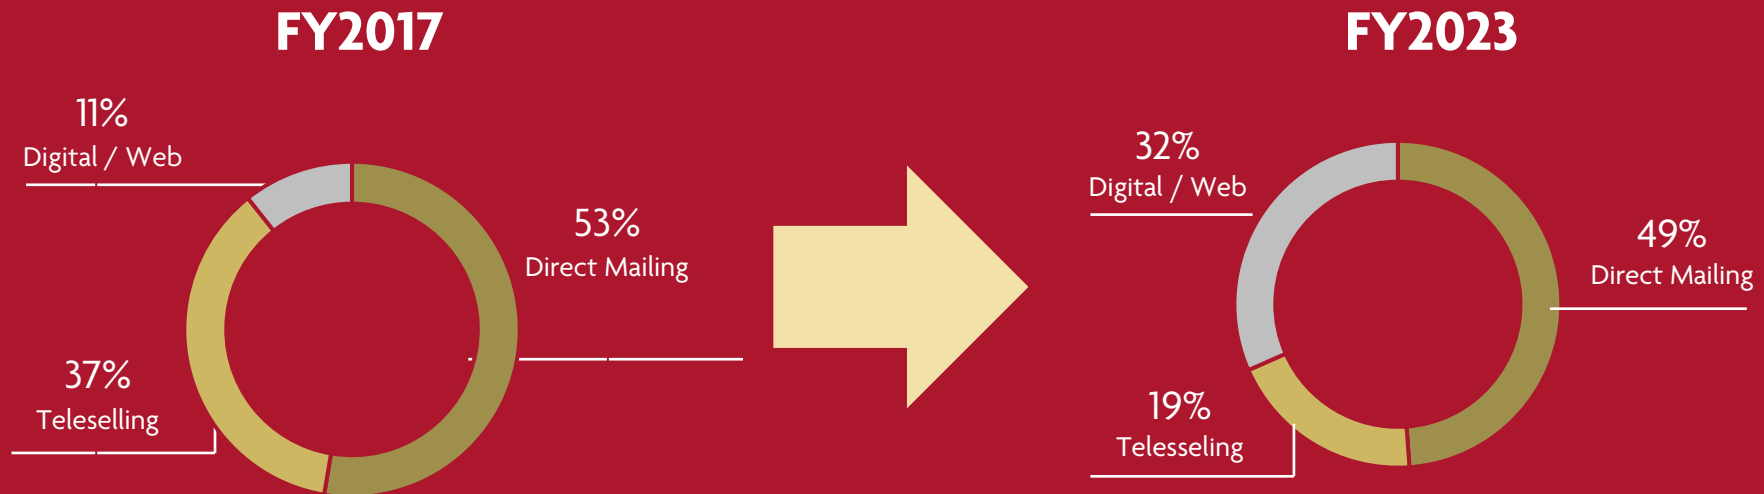 FY2017
11%
Digital / Web
53%
Direct Mailing
37%
Teleselling
FY2023
32%
Digital / Web
49%
Direct Mailing
19%
Telesseling